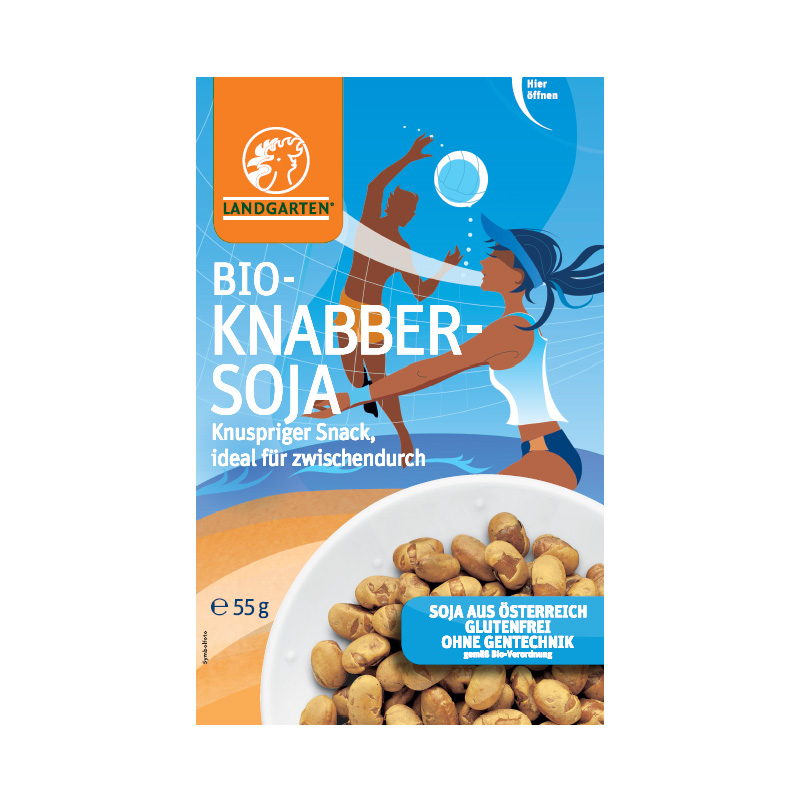 Hier
öffnen
LANDGARTEN®
BIO-
KNABBER-
SOJA
Knuspriger Snack,
ideal für zwischendurch
℮ 55 g
Symbolfoto
SOJA AUS ÖSTERREICH
GLUTENFREI
OHNE GENTECHNIK
gemäß Bio-Verordnung